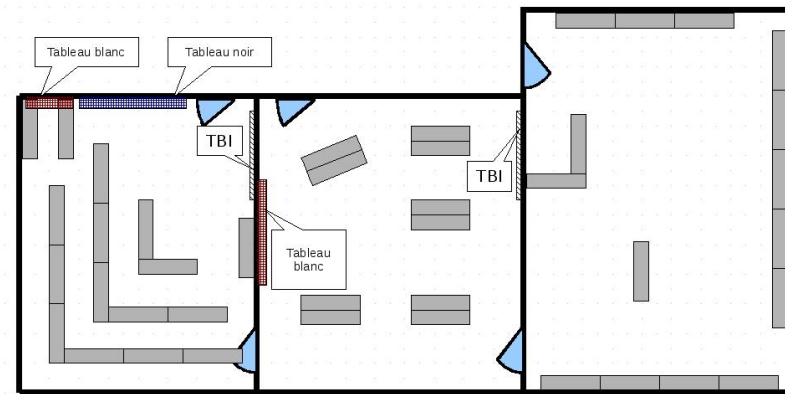 Tableau blanc
Tableau noir
TBI
TBI
Tableau
blanc